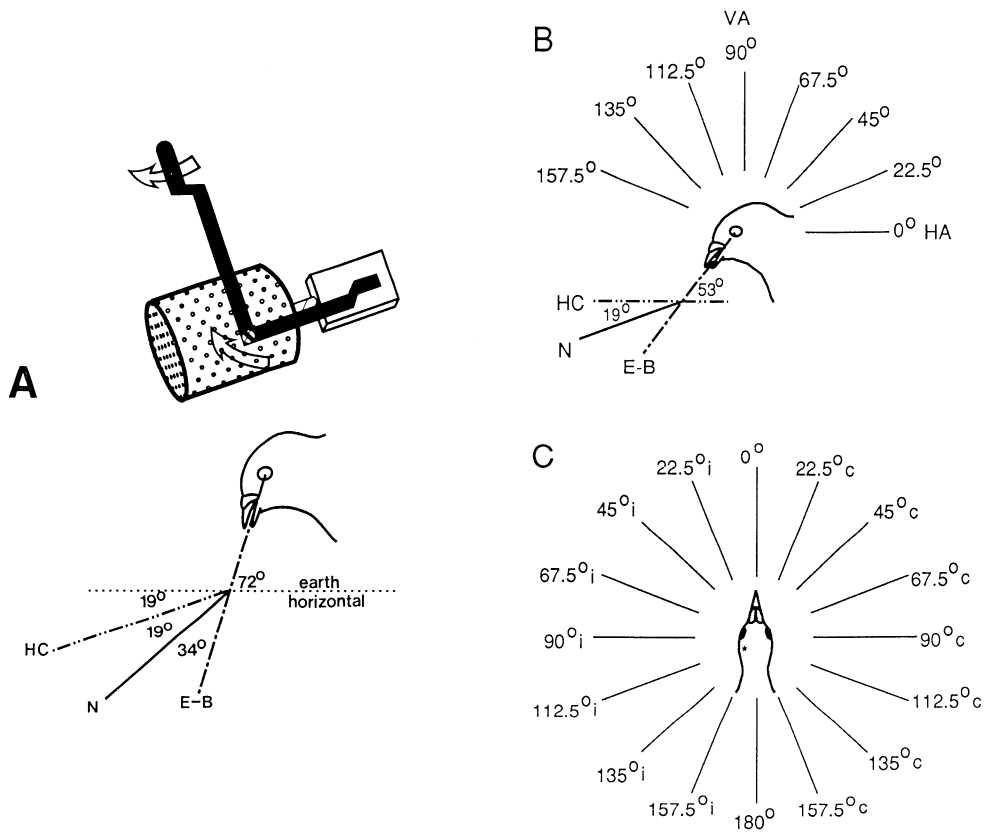 A
72°
earth
horizontal
19°
19°
34°
HC
N
E-B
B
VA
90°
112.5°
67.5°
135°
45°
157.5°
22.5°
0° HA
53°
HC
19°
N
E-B
C
0°
22.5°i
22.5°c
45°i
45°c
67.5°i
67.5°c
90°i
90°c
112.5°i
112.5°c
135°i
135°c
157.5°i
180°
157.5°c